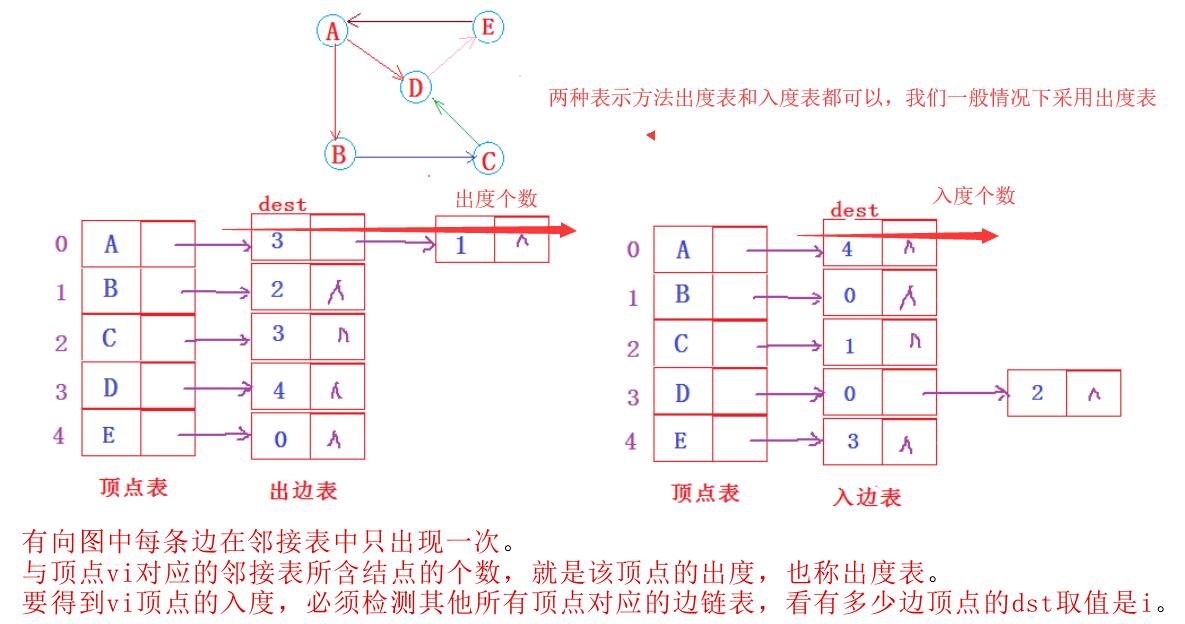 A
E
D
B
C
两种表示方法出度表和入度表都可以，我们一般情况下采用出度表
dest
出度个数
0 A 3 1 ∧
1 B 2 ∧
2 C 3 ∧
3 D 4 ∧
4 E 0 ∧
顶点表
出边表
入度个数
dest
0 A 4 ∧
1 B 0 ∧
2 C 1 ∧
3 D 0 2 ∧
4 E 3 ∧
顶点表
入边表
有向图中每条边在邻接表中只出现一次。
与顶点vi对应的邻接表所含结点的个数，就是该顶点的出度，也称出度表。
要得到vi顶点的入度，必须检测其他所有顶点对应的边链表，看有多少边顶点的dst取值是i。